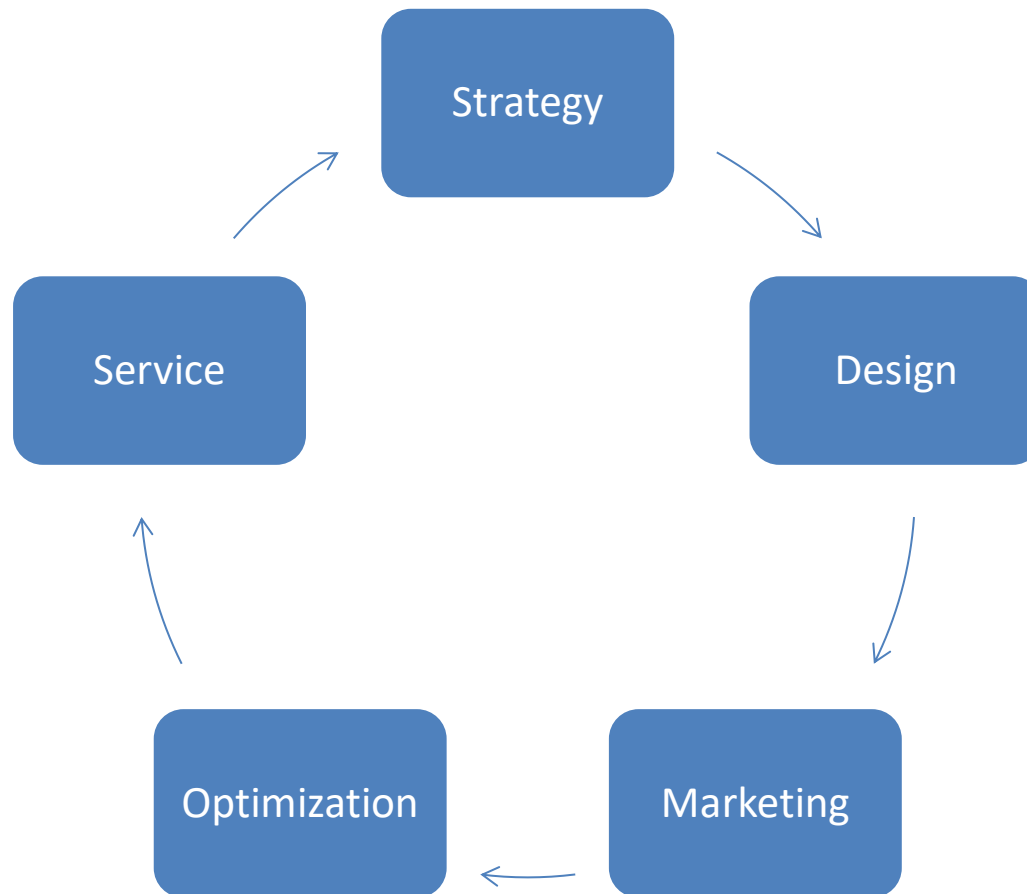 Strategy
Design
Marketing
Optimization
Service